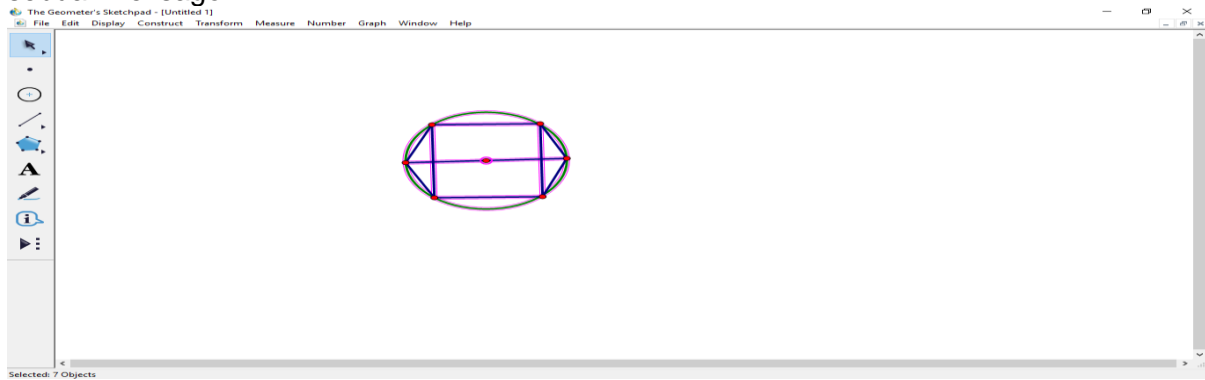 The Geometer's Sketchpad - [Untitled 1]
File Edit Display Construct Transform Measure Number Graph Window Help
A
i
Selected: 7 Objects